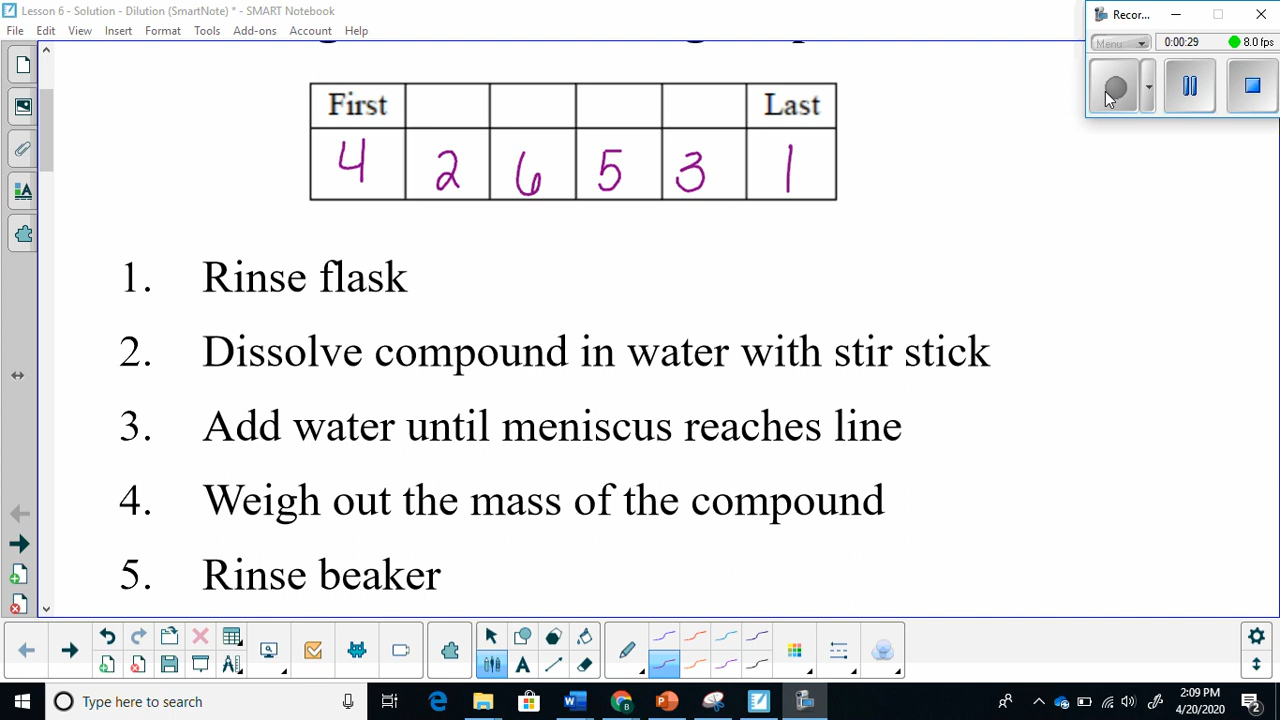 Lesson 6 - Solution - Dilution (SmartNote) * - SMART Notebook
File Edit View Insert Format Tools Add-ons Account Help
Recor...
Menu 0:00:29 8.0 fps
First Last
4 2 6 5 3 1
1. Rinse flask
2. Dissolve compound in water with stir stick
3. Add water until meniscus reaches line
4. Weigh out the mass of the compound
5. Rinse beaker
Type here to search
2:09 PM
4/20/2020
2